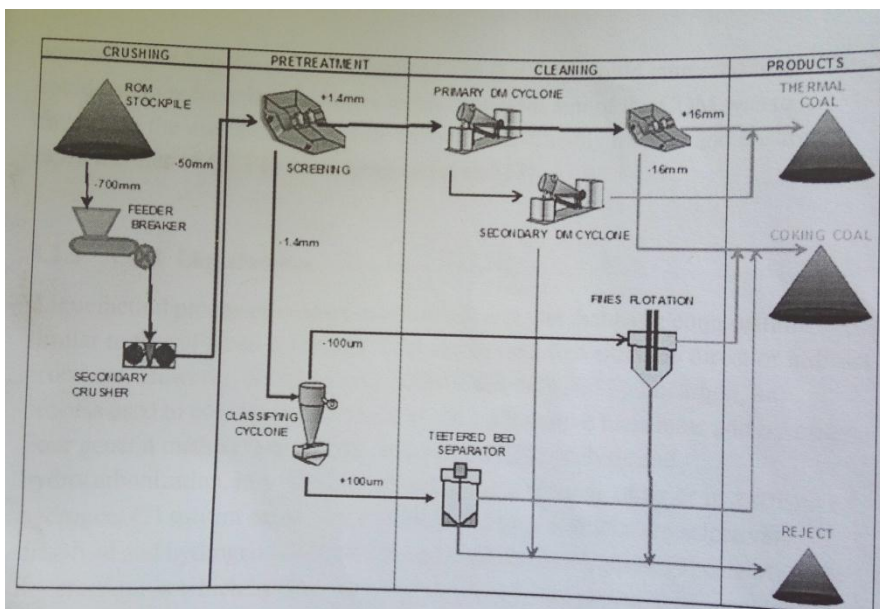 CRUSHING
PRETREATMENT
CLEANING
PRODUCTS
ROM
STOCKPILE
-700mm
FEEDER
BREAKER
SECONDARY
CRUSHER
-50mm
+1.4mm
SCREENING
-1.4mm
-100um
CLASSIFYING
CYCLONE
+100um
PRIMARY DM CYCLONE
SECONDARY DM CYCLONE
+16mm
-16mm
FINES FLOTATION
TEETERED BED
SEPARATOR
THERMAL
COAL
COKING COAL
REJECT